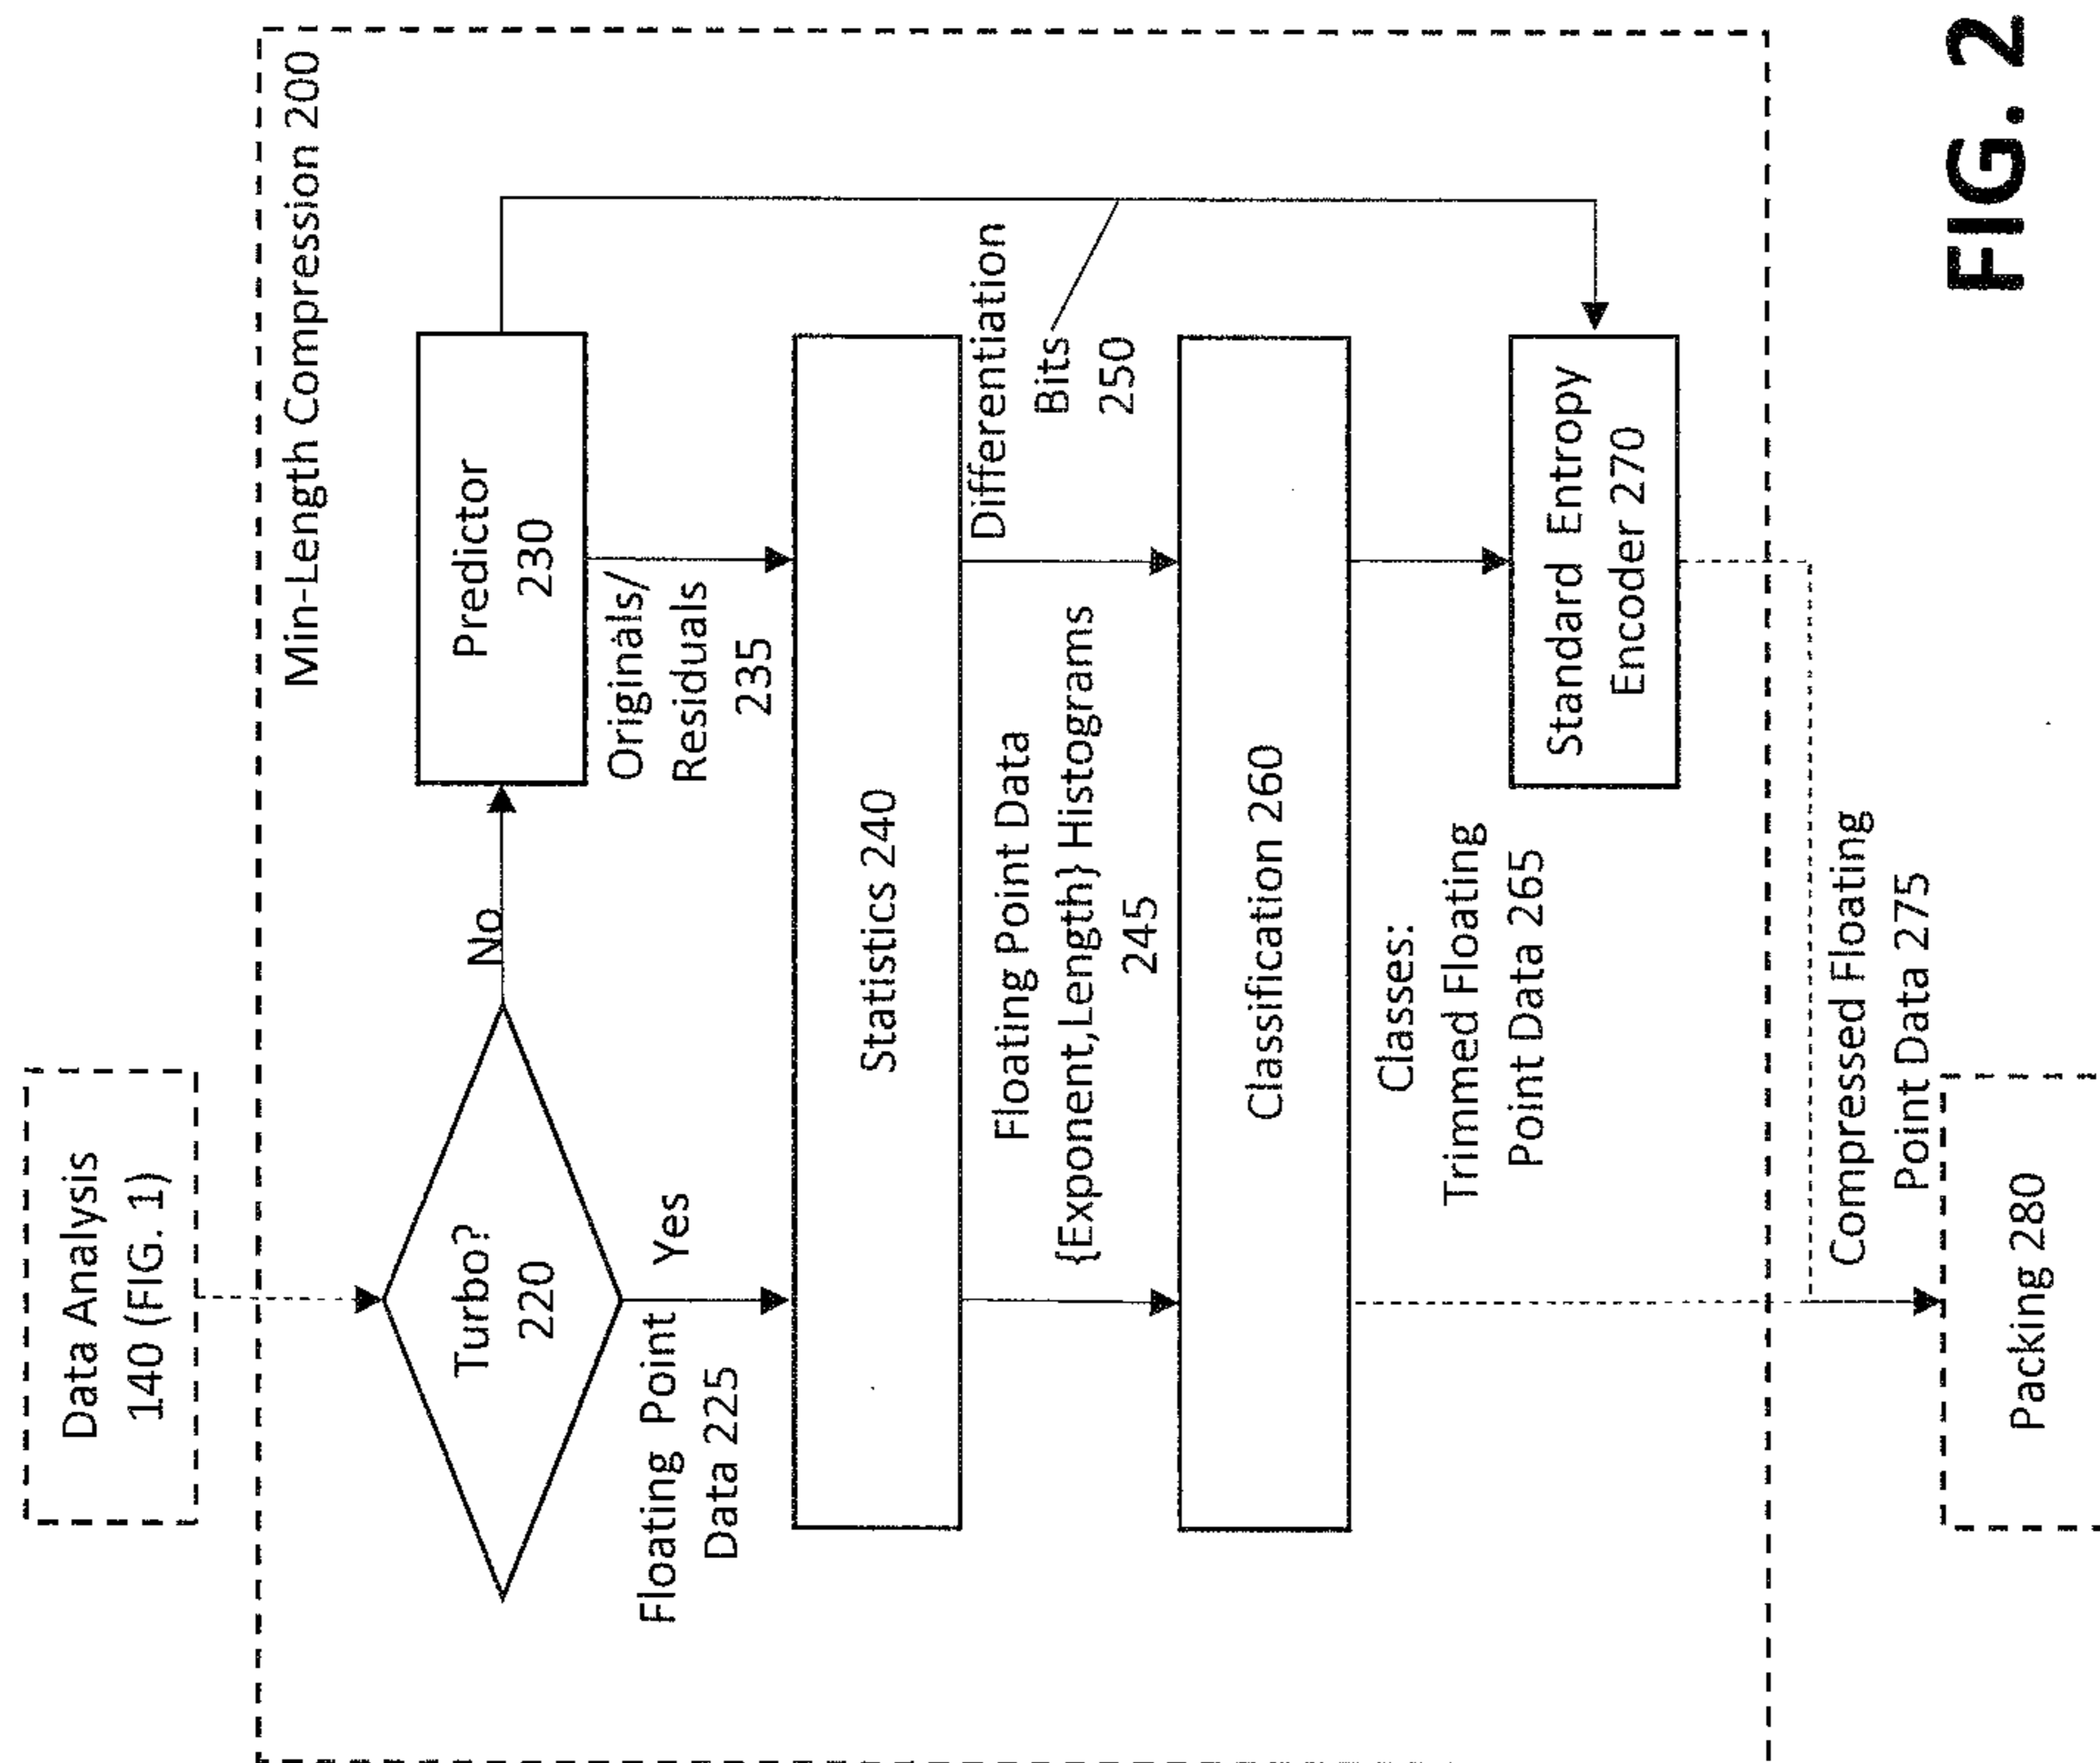 Data Analysis
140 (FIG. 1)
Min-Length Compression 200
Turbo?
220
No
Predictor
230
Yes
Floating Point
Data 225
Originals/
Residuals
235
Statistics 240
Floating Point Data
{Exponent,Length} Histograms
245
Differentiation
Bits
250
Classification 260
Classes:
Trimmed Floating
Point Data 265
Standard Entropy
Encoder 270
Compressed Floating
Point Data 275
Packing 280
FIG. 2